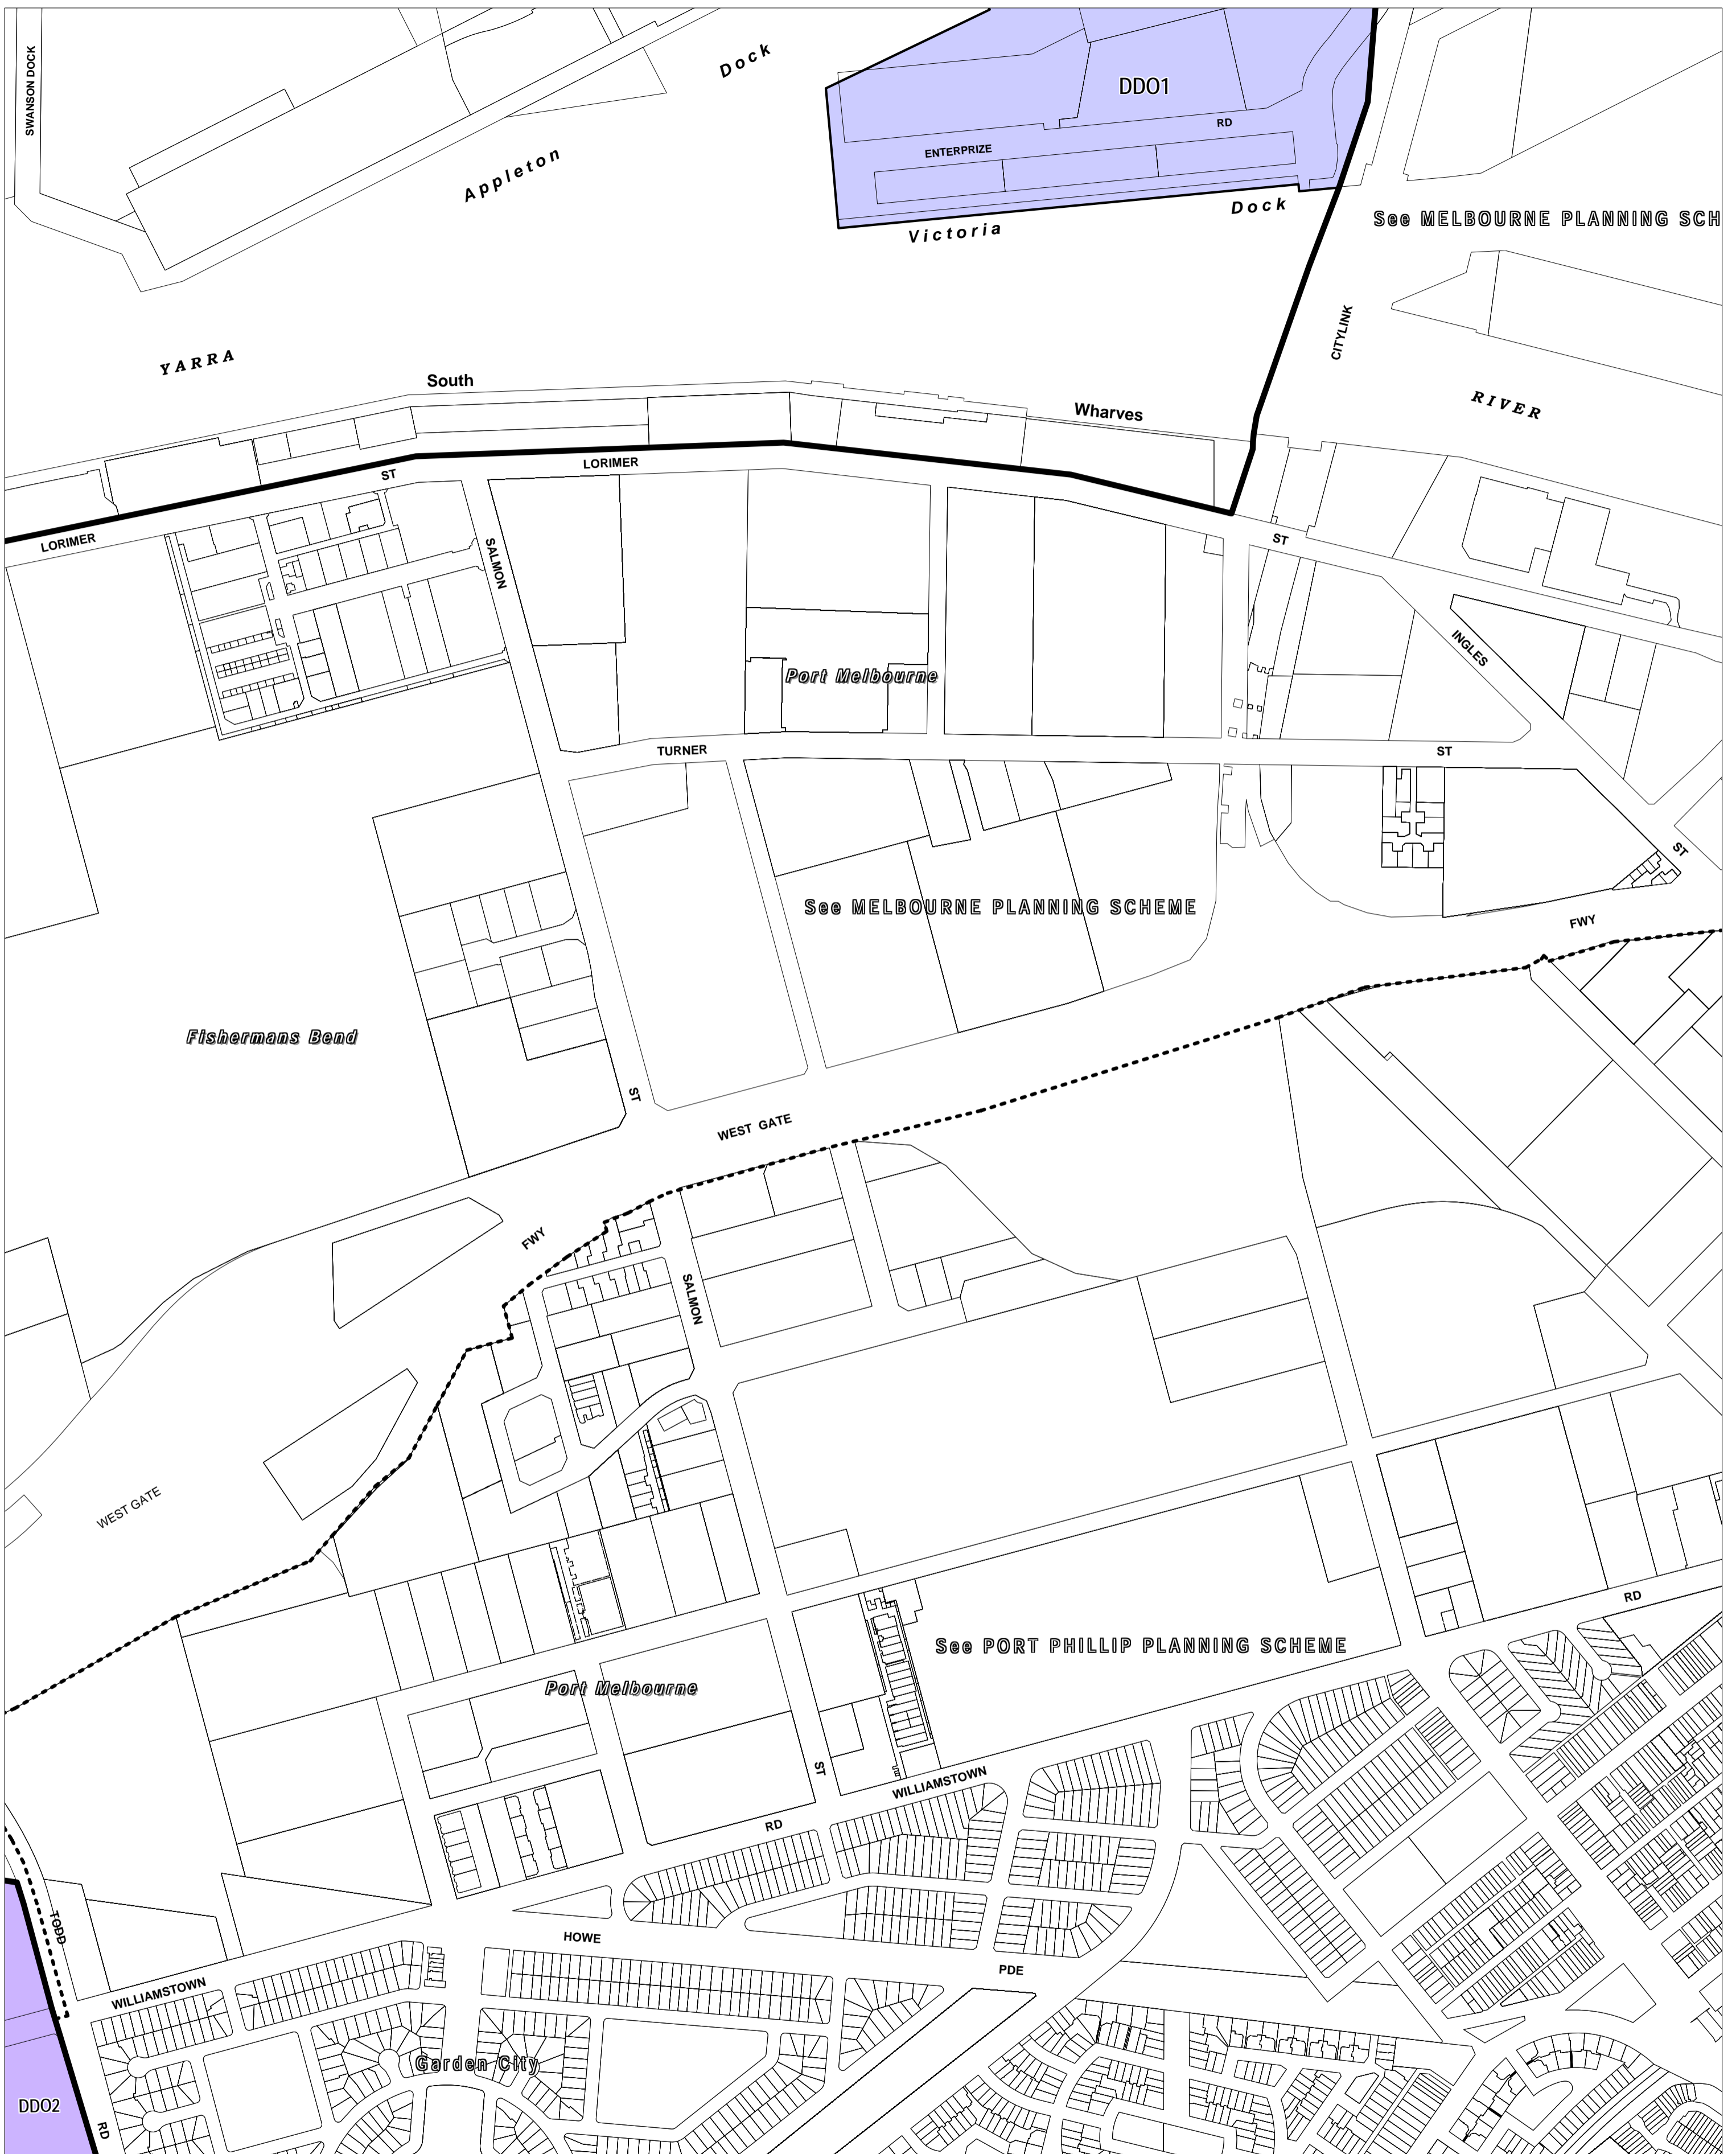 SWANSON DOCK
Dock
DDO1
RD
ENTERPRIZE
Appleton
Dock
Victoria
See MELBOURNE PLANNING SCH
CITYLINK
YARRA
RIVER
South
Wharves
LORIMER
ST
LORIMER
ST
SALMON
INGLES
Port Melbourne
TURNER
ST
ST
See MELBOURNE PLANNING SCHEME
FWY
Fishermans Bend
ST
WEST GATE
FWY
SALMON
WEST GATE
RD
See PORT PHILLIP PLANNING SCHEME
Port Melbourne
ST
WILLIAMSTOWN
RD
TODD
HOWE
PDE
WILLIAMSTOWN
Garden City
DDO2
RD